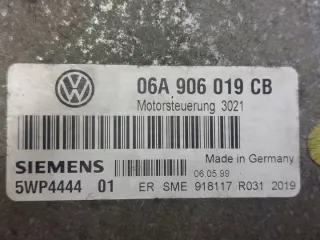 06A 906 019 CB
Motorsteuerung 3021
SIEMENS
Made in Germany
06.05.99
5WP4444 01
ER SME 918117 R031 2019